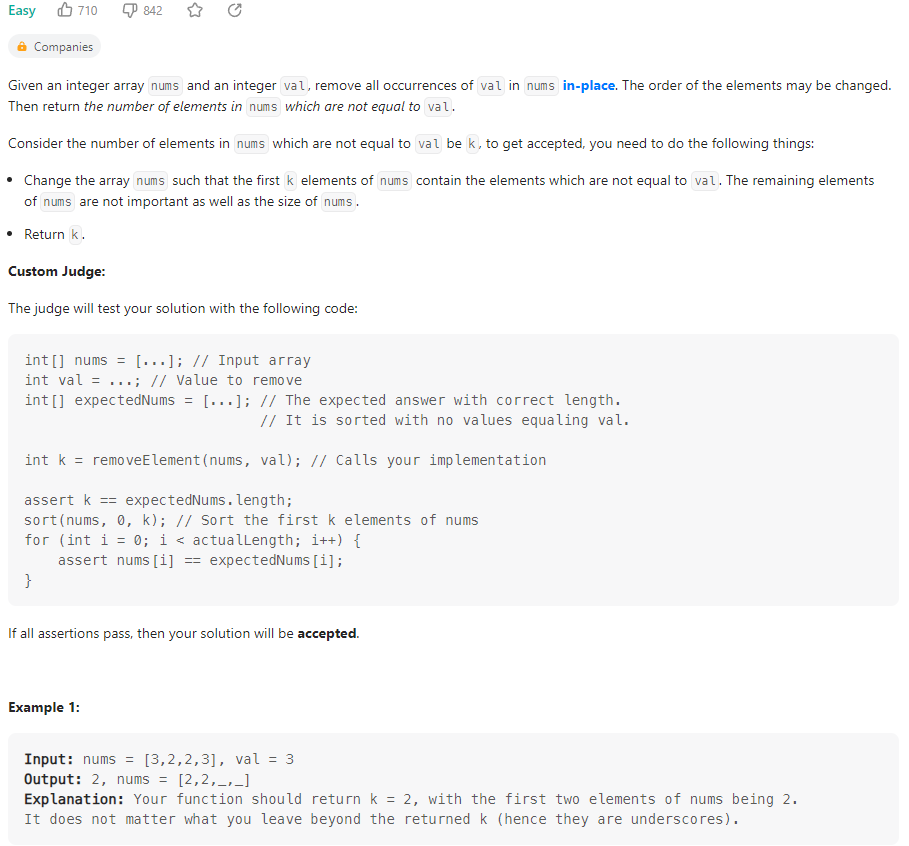 Easy 710 842
Companies
Given an integer array nums and an integer val, remove all occurrences of val in nums in-place. The order of the elements may be changed.
Then return the number of elements in nums which are not equal to val.
Consider the number of elements in nums which are not equal to val be k, to get accepted, you need to do the following things:
• Change the array nums such that the first k elements of nums contain the elements which are not equal to val. The remaining elements
of nums are not important as well as the size of nums.
• Return k.
Custom Judge:
The judge will test your solution with the following code:
int[] nums = [...]; // Input array
int val = ...; // Value to remove
int[] expectedNums = [...]; // The expected answer with correct length.
                            // It is sorted with no values equaling val.
int k = removeElement(nums, val); // Calls your implementation
assert k == expectedNums.length;
sort(nums, 0, k); // Sort the first k elements of nums
for (int i = 0; i < actualLength; i++) {
    assert nums[i] == expectedNums[i];
}
If all assertions pass, then your solution will be accepted.
Example 1:
Input: nums = [3,2,2,3], val = 3
Output: 2, nums = [2,2,_,_]
Explanation: Your function should return k = 2, with the first two elements of nums being 2.
It does not matter what you leave beyond the returned k (hence they are underscores).